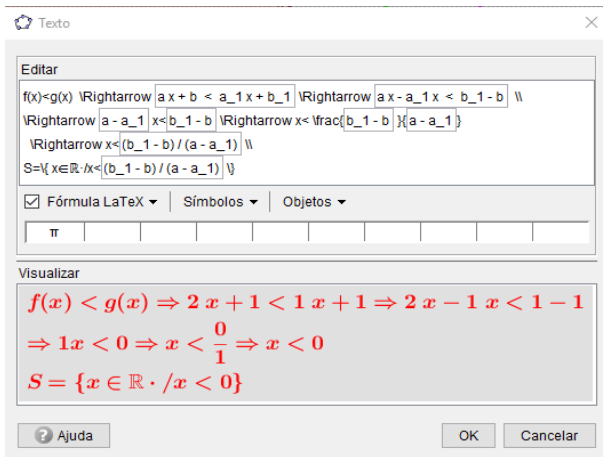 Texto
Editar
f(x)<g(x) \Rightarrow a x + b < a_1 x + b_1 \Rightarrow a x - a_1 x < b_1 - b \\
\Rightarrow a - a_1 x< b_1 - b \Rightarrow x< \frac{ b_1 - b }{ a - a_1 }
\Rightarrow x< (b_1 - b) / (a - a_1) \\
S=\{ x∈ℝ·/x< (b_1 - b) / (a - a_1) \}
Fórmula LaTeX Símbolos Objetos
π
Visualizar
f(x) < g(x) ⇒ 2 x + 1 < 1 x + 1 ⇒ 2 x − 1 x < 1 − 1
⇒ 1x < 0 ⇒ x < 0/1 ⇒ x < 0
S = {x ∈ ℝ · /x < 0}
? Ajuda OK Cancelar